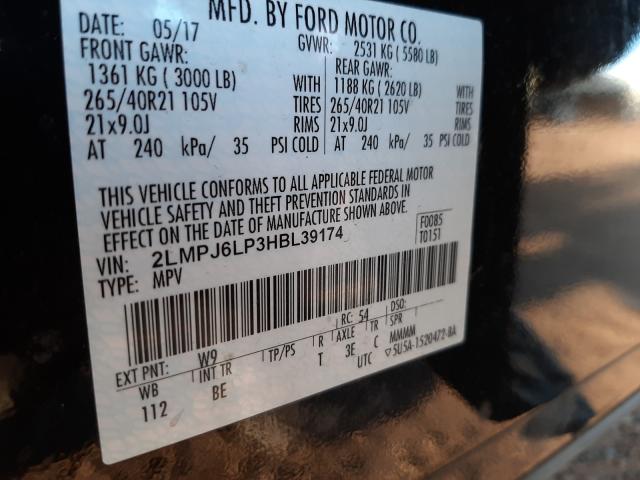 MFD. BY FORD MOTOR CO.
DATE: 05/17 GVWR: 2531 KG ( 5580 LB)
FRONT GAWR: REAR GAWR:
1361 KG ( 3000 LB) WITH 1188 KG ( 2620 LB) WITH
265/40R21 105V TIRES 265/40R21 105V TIRES
21x9.0J RIMS 21x9.0J RIMS
AT 240 kPa/ 35 PSI COLD AT 240 kPa/ 35 PSI COLD
THIS VEHICLE CONFORMS TO ALL APPLICABLE FEDERAL MOTOR
VEHICLE SAFETY AND THEFT PREVENTION STANDARDS IN
EFFECT ON THE DATE OF MANUFACTURE SHOWN ABOVE.
VIN: 2LMPJ6LP3HBL39174 F0085
TYPE: MPV T0151
EXT PNT: W9 RC: 54 DSO:
WB INT TR TP/PS R AXLE TR SPR
112 BE T 3E C MMMM
UTC 5U5A-1520472-BA